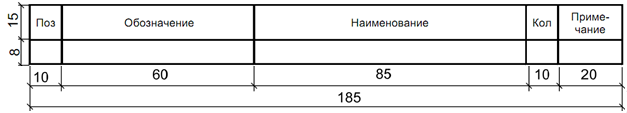 15
Поз
Обозначение
Наименование
Кол
Приме-
чание
8
10
60
85
10
20
185